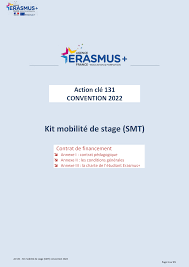 AGENCE
ERASMUS+
FRANCE
Action clé 131
CONVENTION 2022
Kit mobilité de stage (SMT)
Contrat de financement
Annexe I : contrat pédagogique
Annexe II : les conditions générales
Annexe III : la charte de l'étudiant Erasmus+